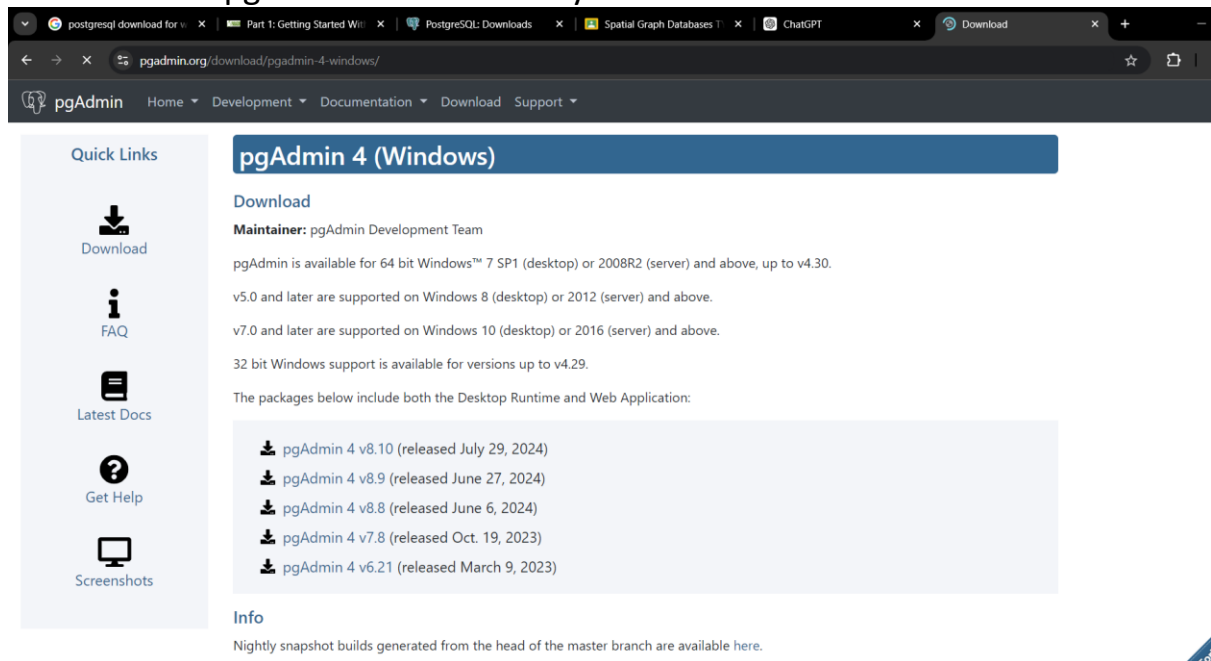 postgresql download for w
Part 1: Getting Started Wit
PostgreSQL: Downloads
Spatial Graph Databases T
ChatGPT
Download
pgadmin.org/download/pgadmin-4-windows/
pgAdmin Home Development Documentation Download Support
Quick Links
Download
FAQ
Latest Docs
Get Help
Screenshots
pgAdmin 4 (Windows)
Download
Maintainer: pgAdmin Development Team
pgAdmin is available for 64 bit Windows™ 7 SP1 (desktop) or 2008R2 (server) and above, up to v4.30.
v5.0 and later are supported on Windows 8 (desktop) or 2012 (server) and above.
v7.0 and later are supported on Windows 10 (desktop) or 2016 (server) and above.
32 bit Windows support is available for versions up to v4.29.
The packages below include both the Desktop Runtime and Web Application:
pgAdmin 4 v8.10 (released July 29, 2024)
pgAdmin 4 v8.9 (released June 27, 2024)
pgAdmin 4 v8.8 (released June 6, 2024)
pgAdmin 4 v7.8 (released Oct. 19, 2023)
pgAdmin 4 v6.21 (released March 9, 2023)
Info
Nightly snapshot builds generated from the head of the master branch are available here.